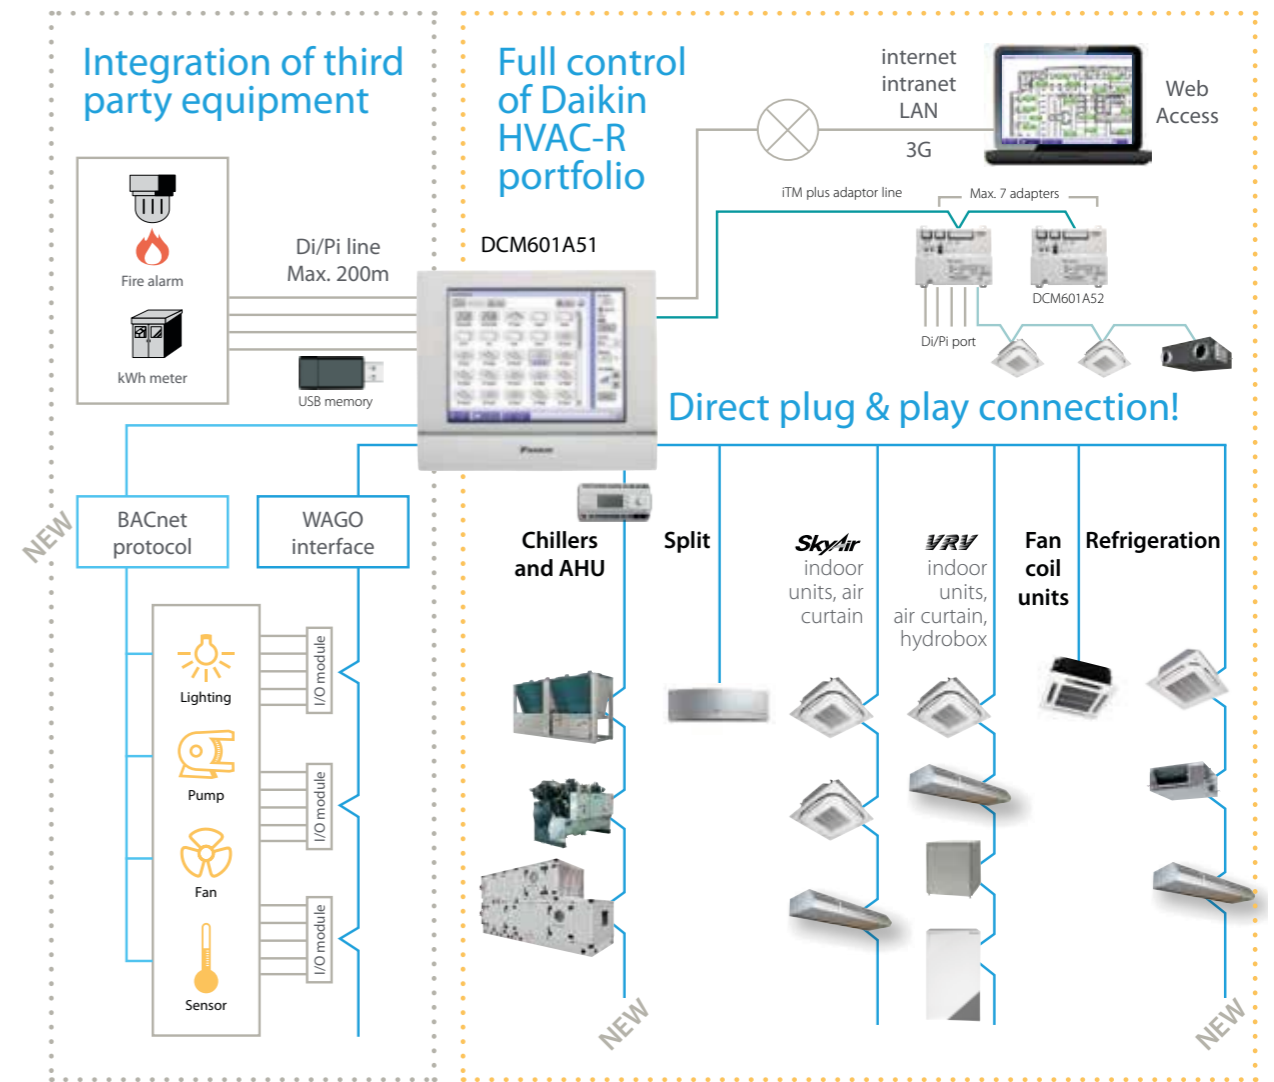 Integration of third
party equipment
Fire alarm
kWh meter
Di/Pi line
Max. 200m
USB memory
NEW
BACnet
protocol
WAGO
interface
Lighting
Pump
Fan
Sensor
I/O module
I/O module
I/O module
Full control
of Daikin
HVAC-R
portfolio
internet
intranet
LAN
3G
Web
Access
iTM plus adaptor line
Max. 7 adapters
DCM601A51
DCM601A52
Di/Pi port
DAIKIN
Direct plug & play connection!
Chillers
and AHU
Split
SkyAir
indoor
units, air
curtain
VRV
indoor
units,
air curtain,
hydrobox
Fan
coil
units
Refrigeration
NEW
NEW